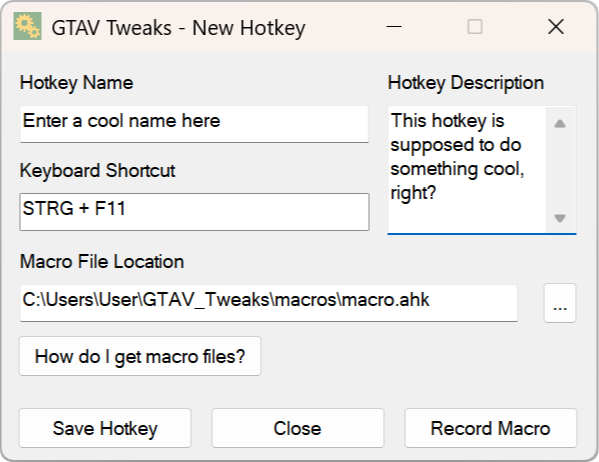 GTAV Tweaks - New Hotkey
Hotkey Name
Enter a cool name here
Hotkey Description
This hotkey is
supposed to do
something cool,
right?
Keyboard Shortcut
STRG + F11
Macro File Location
C:\Users\User\GTAV_Tweaks\macros\macro.ahk
...
How do I get macro files?
Save Hotkey
Close
Record Macro